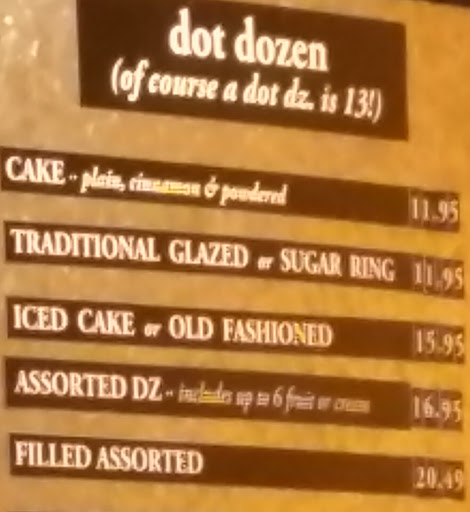 dot dozen
(of course a dot dz. is 13!)
CAKE - plain, cinnamon & powdered 11.95
TRADITIONAL GLAZED or SUGAR RING 11.95
ICED CAKE or OLD FASHIONED 15.95
ASSORTED DZ - includes up to 6 fruit or cream 16.95
FILLED ASSORTED 20.49